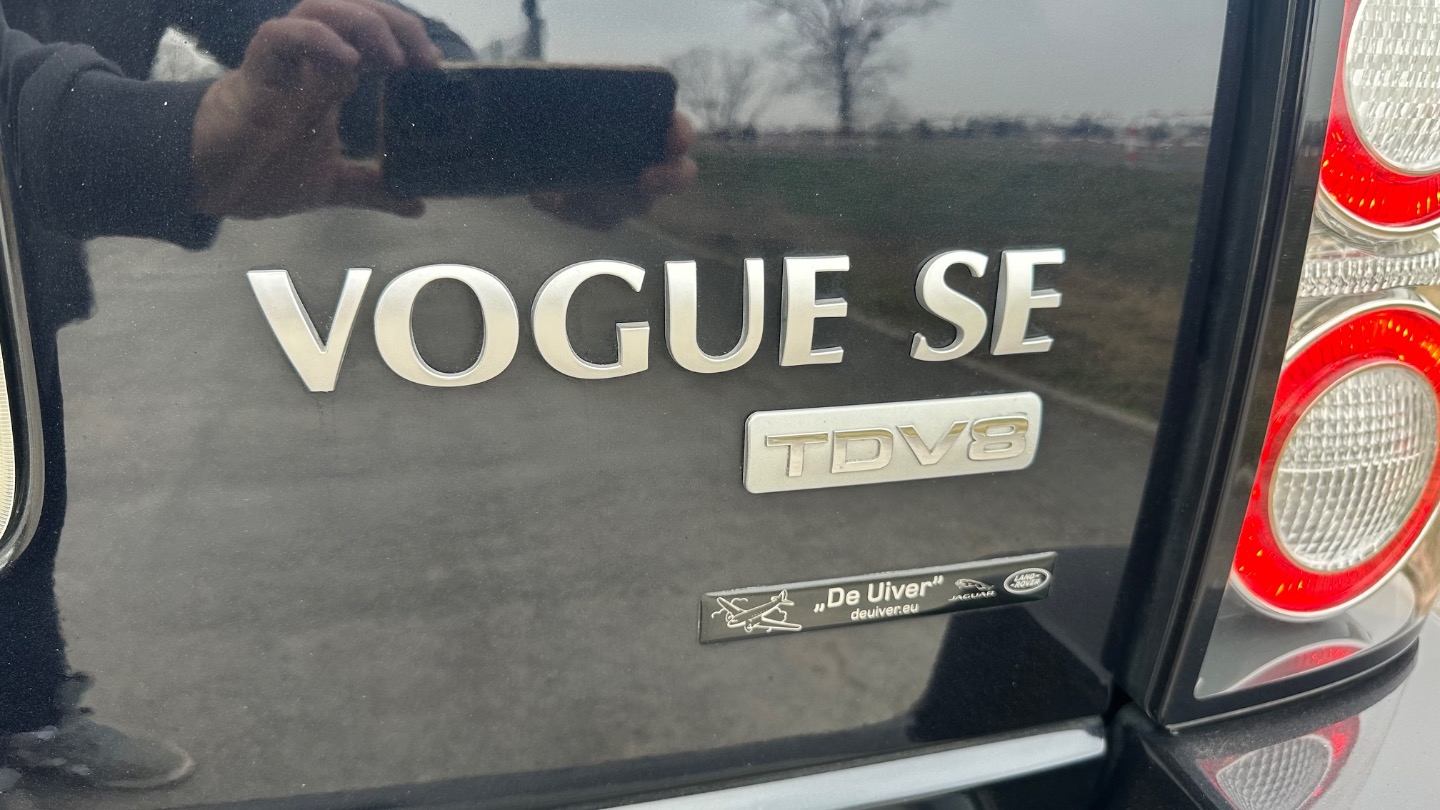 VOGUE SE
TDV8
„De Uiver”
deuiver.eu
JAGUAR
LAND-
-ROVER